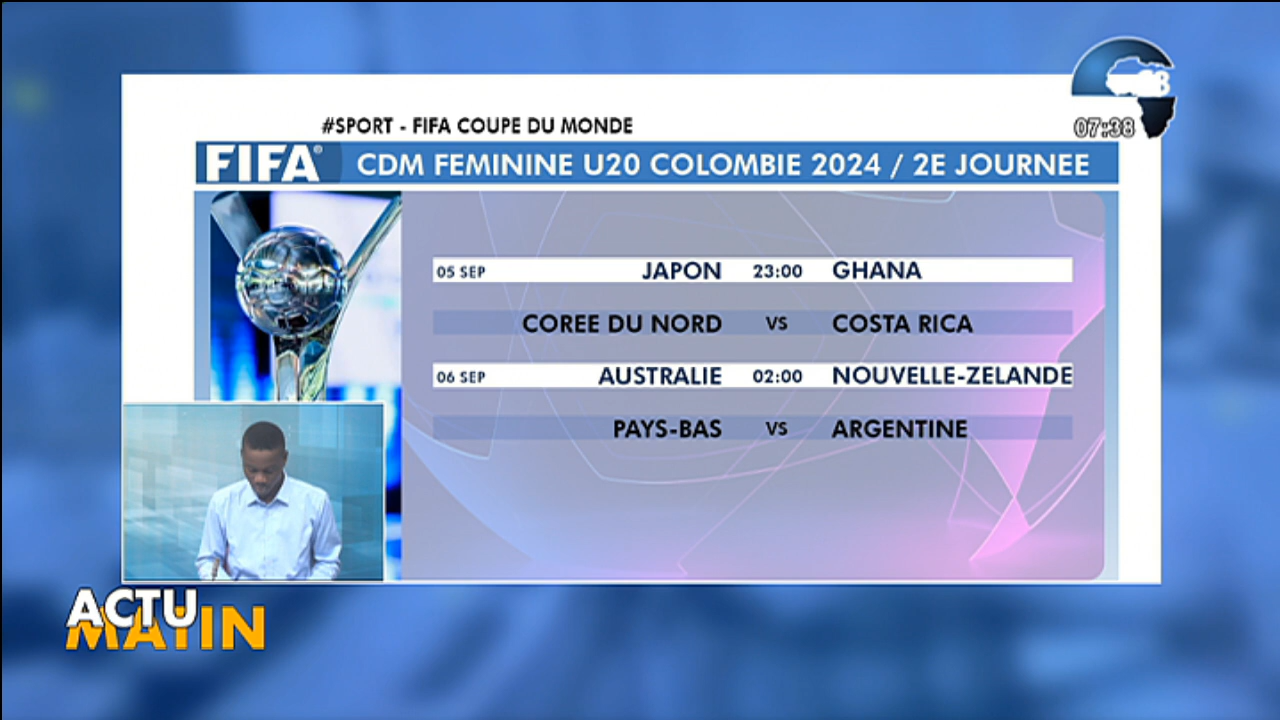 07:38
#SPORT - FIFA COUPE DU MONDE
FIFA® CDM FEMININE U20 COLOMBIE 2024 / 2E JOURNEE
05 SEP JAPON 23:00 GHANA
COREE DU NORD VS COSTA RICA
06 SEP AUSTRALIE 02:00 NOUVELLE-ZELANDE
PAYS-BAS VS ARGENTINE
ACTU
MATIN